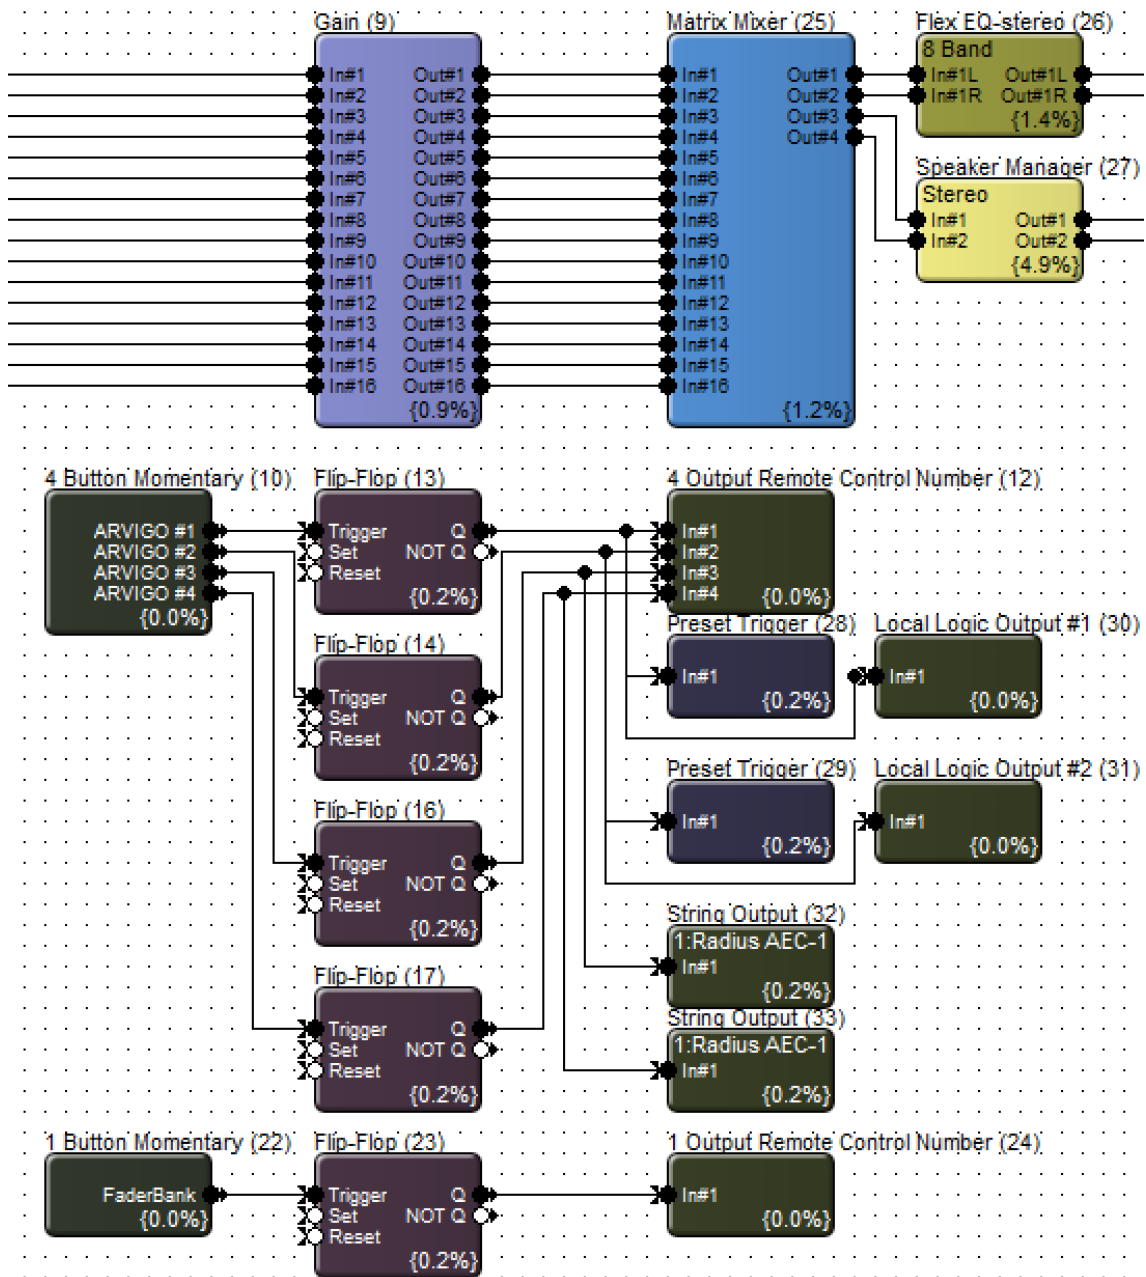 Gain (9)
In#1 Out#1
In#2 Out#2
In#3 Out#3
In#4 Out#4
In#5 Out#5
In#6 Out#6
In#7 Out#7
In#8 Out#8
In#9 Out#9
In#10 Out#10
In#11 Out#11
In#12 Out#12
In#13 Out#13
In#14 Out#14
In#15 Out#15
In#16 Out#16
{0.9%}
Matrix Mixer (25)
In#1 Out#1
In#2 Out#2
In#3 Out#3
In#4 Out#4
In#5
In#6
In#7
In#8
In#9
In#10
In#11
In#12
In#13
In#14
In#15
In#16
{1.2%}
Flex EQ-stereo (26)
8 Band
In#1L Out#1L
In#1R Out#1R
{1.4%}
Speaker Manager (27)
Stereo
In#1 Out#1
In#2 Out#2
{4.9%}
4 Button Momentary (10)
ARVIGO #1
ARVIGO #2
ARVIGO #3
ARVIGO #4
{0.0%}
Flip-Flop (13)
Trigger Q
Set NOT Q
Reset
{0.2%}
4 Output Remote Control Number (12)
In#1
In#2
In#3
In#4
{0.0%}
Flip-Flop (14)
Trigger Q
Set NOT Q
Reset
{0.2%}
Preset Trigger (28)
In#1
{0.2%}
Local Logic Output #1 (30)
In#1
{0.0%}
Preset Trigger (29)
In#1
{0.2%}
Local Logic Output #2 (31)
In#1
{0.0%}
Flip-Flop (16)
Trigger Q
Set NOT Q
Reset
{0.2%}
String Output (32)
1:Radius AEC-1
In#1
{0.2%}
Flip-Flop (17)
Trigger Q
Set NOT Q
Reset
{0.2%}
String Output (33)
1:Radius AEC-1
In#1
{0.2%}
1 Button Momentary (22)
FaderBank
{0.0%}
Flip-Flop (23)
Trigger Q
Set NOT Q
Reset
{0.2%}
1 Output Remote Control Number (24)
In#1
{0.0%}